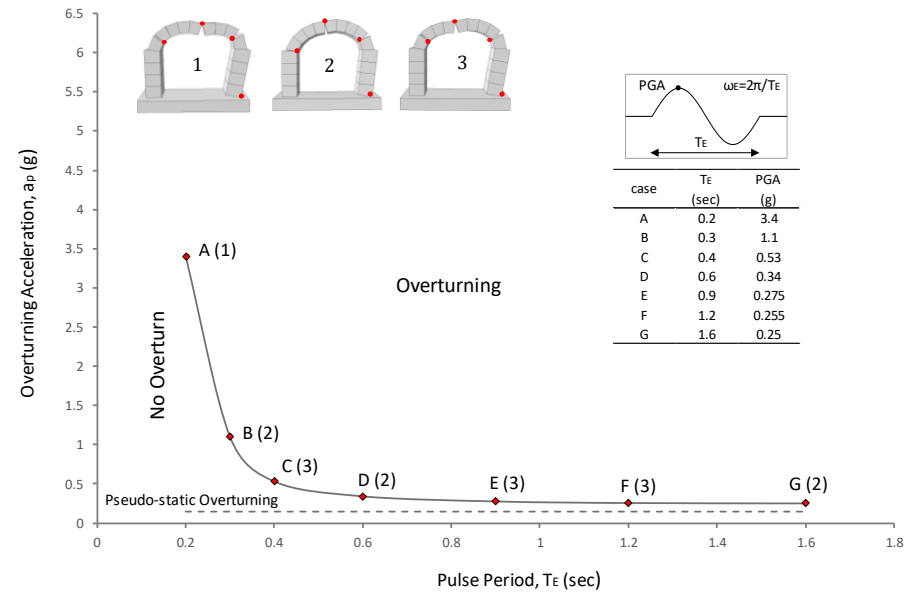 6.5
6
5.5
5
4.5
4
3.5
3
2.5
2
1.5
1
0.5
0
Overturning Acceleration, aP (g)
1
2
3
PGA
ωE=2π/TE
TE
case TE (sec) PGA (g)
A 0.2 3.4
B 0.3 1.1
C 0.4 0.53
D 0.6 0.34
E 0.9 0.275
F 1.2 0.255
G 1.6 0.25
A (1)
Overturning
No Overturn
B (2)
C (3)
D (2)
E (3)
F (3)
G (2)
Pseudo-static Overturning
0 0.2 0.4 0.6 0.8 1 1.2 1.4 1.6 1.8
Pulse Period, TE (sec)